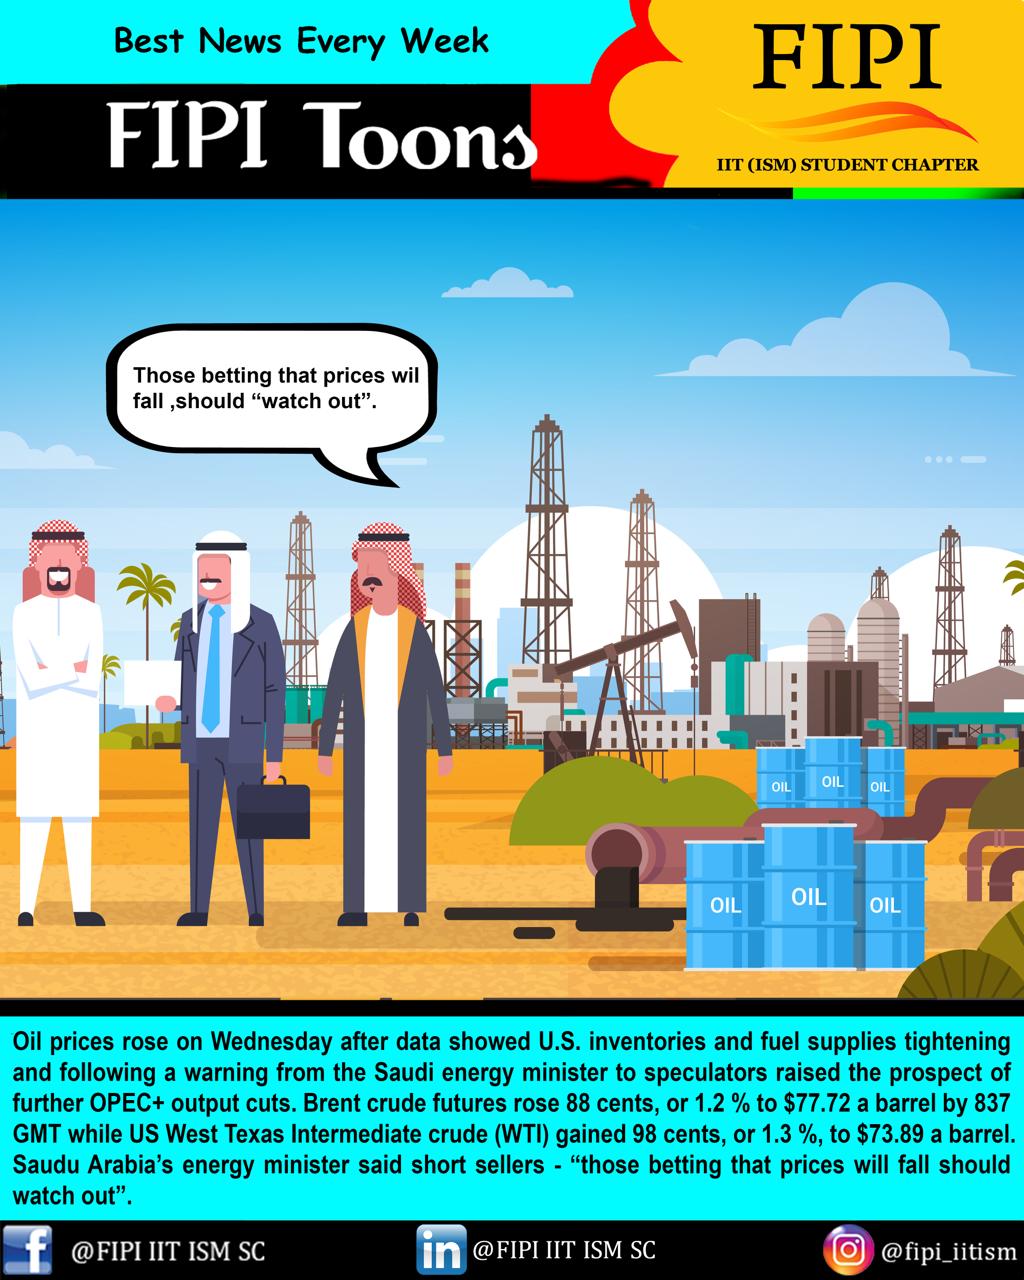 Best News Every Week
FIPI Toons
FIPI
IIT (ISM) STUDENT CHAPTER
Those betting that prices wil
fall ,should “watch out”.
OIL
OIL
OIL
OIL
OIL
OIL
Oil prices rose on Wednesday after data showed U.S. inventories and fuel supplies tightening
and following a warning from the Saudi energy minister to speculators raised the prospect of
further OPEC+ output cuts. Brent crude futures rose 88 cents, or 1.2 % to $77.72 a barrel by 837
GMT while US West Texas Intermediate crude (WTI) gained 98 cents, or 1.3 %, to $73.89 a barrel.
Saudu Arabia’s energy minister said short sellers - “those betting that prices will fall should
watch out”.
f @FIPI IIT ISM SC
in @FIPI IIT ISM SC
@fipi_iitism